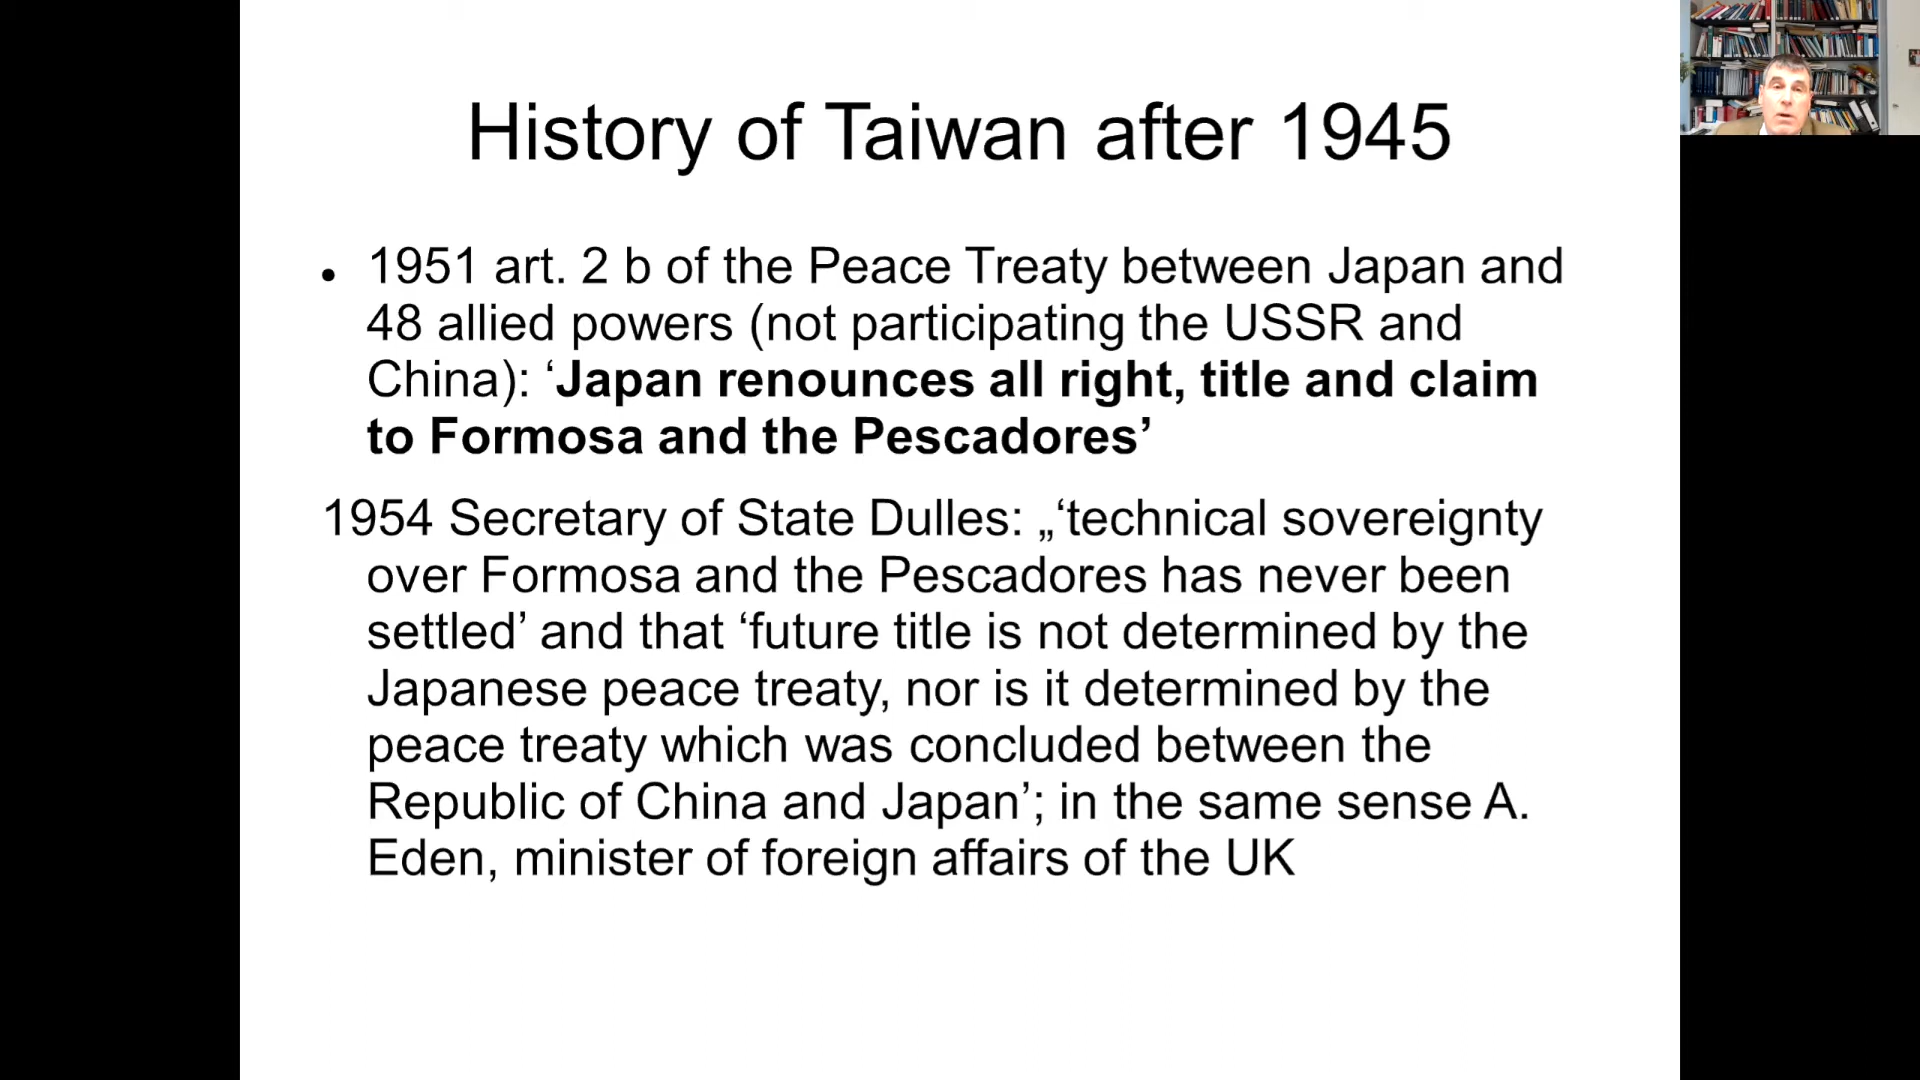 History of Taiwan after 1945
• 1951 art. 2 b of the Peace Treaty between Japan and
48 allied powers (not participating the USSR and
China): ‘Japan renounces all right, title and claim
to Formosa and the Pescadores’
1954 Secretary of State Dulles: „‘technical sovereignty
over Formosa and the Pescadores has never been
settled’ and that ‘future title is not determined by the
Japanese peace treaty, nor is it determined by the
peace treaty which was concluded between the
Republic of China and Japan’; in the same sense A.
Eden, minister of foreign affairs of the UK